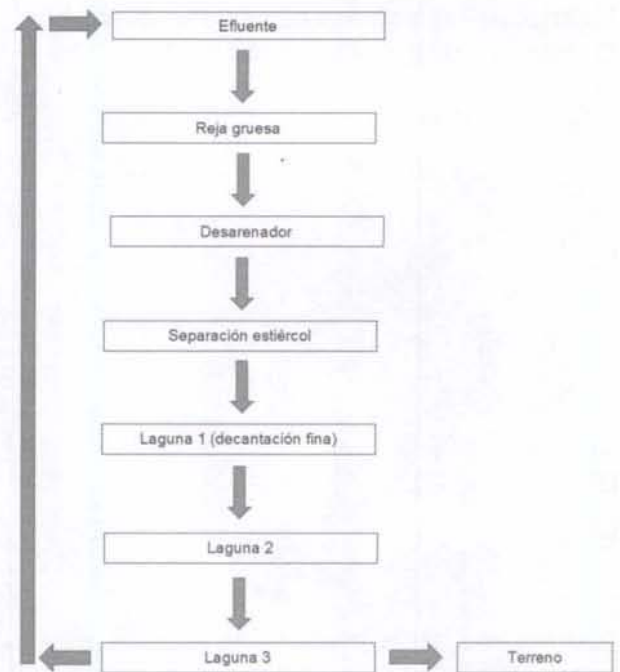 Efluente
Reja gruesa
Desarenador
Separación estiércol
Laguna 1 (decantación fina)
Laguna 2
Laguna 3
Terreno